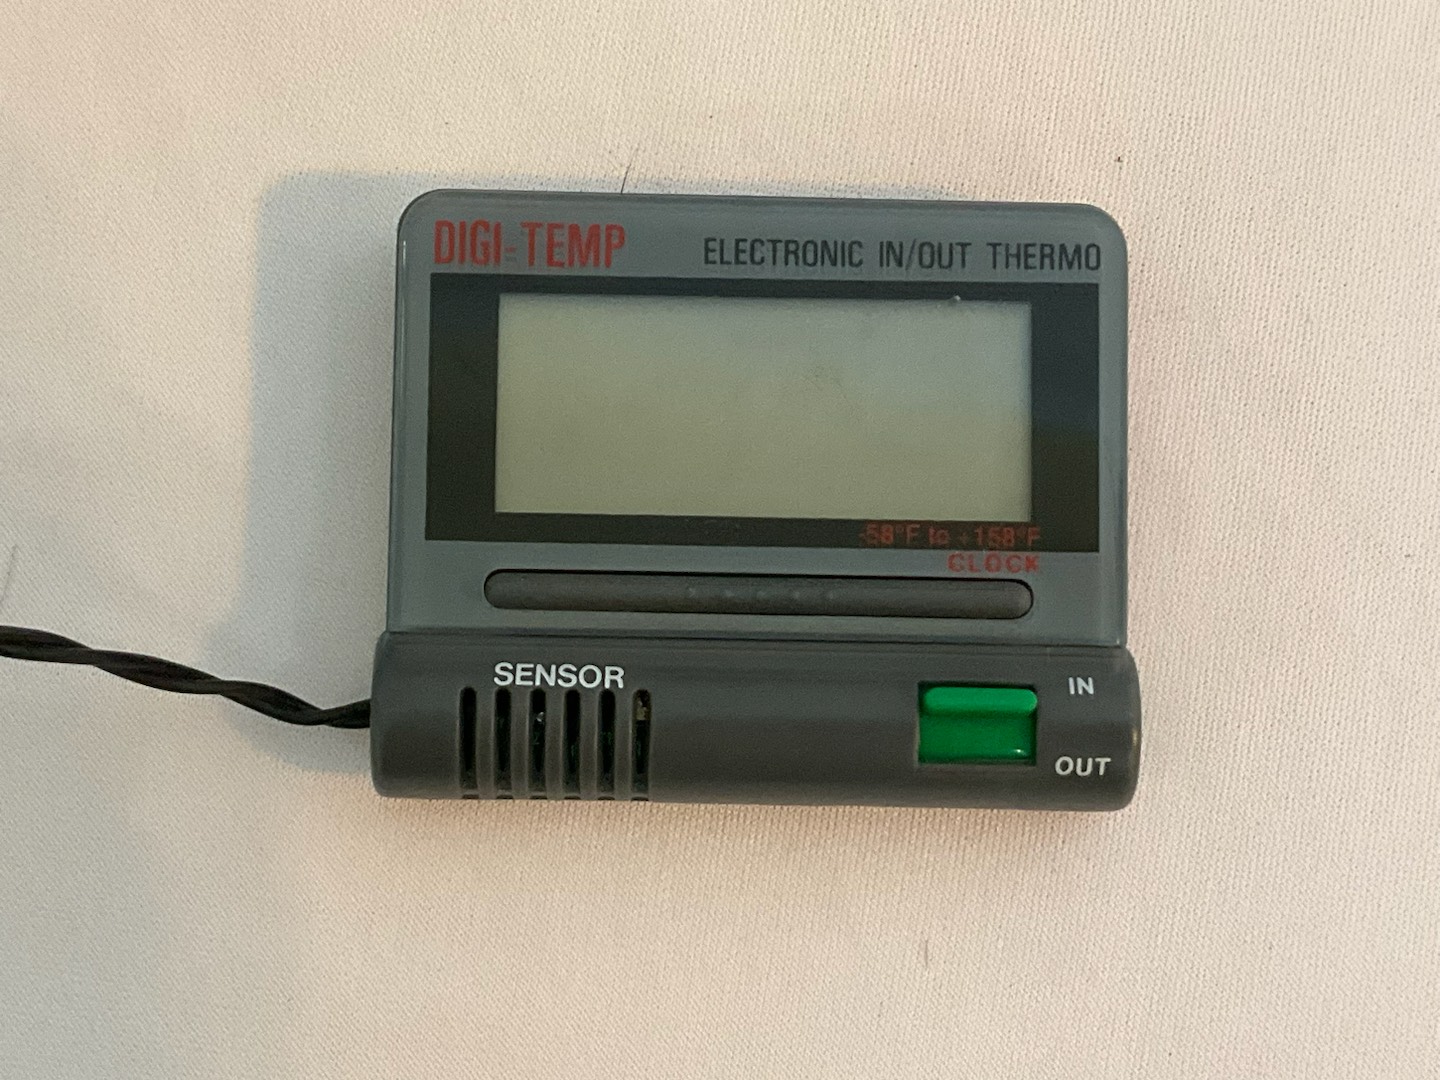 DIGI-TEMP ELECTRONIC IN/OUT THERMO
-58°F to +158°F
CLOCK
SENSOR
IN
OUT